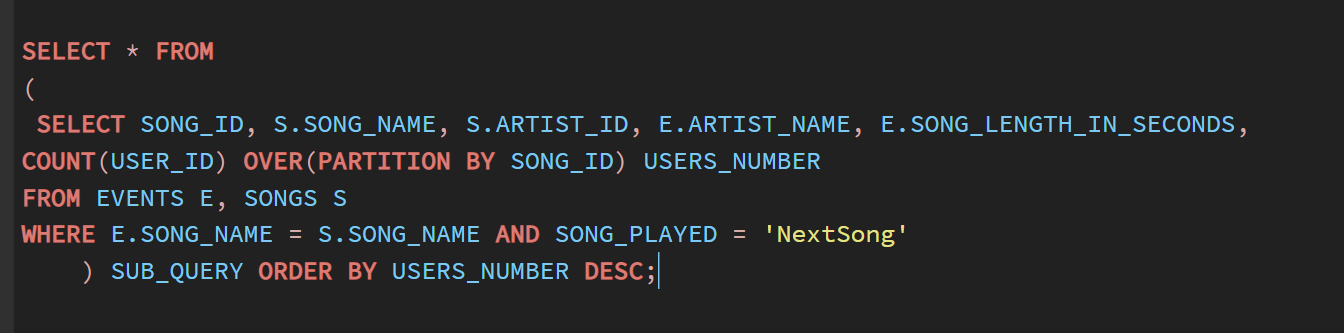 SELECT * FROM
(
SELECT SONG_ID, S.SONG_NAME, S.ARTIST_ID, E.ARTIST_NAME, E.SONG_LENGTH_IN_SECONDS,
COUNT(USER_ID) OVER(PARTITION BY SONG_ID) USERS_NUMBER
FROM EVENTS E, SONGS S
WHERE E.SONG_NAME = S.SONG_NAME AND SONG_PLAYED = 'NextSong'
) SUB_QUERY ORDER BY USERS_NUMBER DESC;